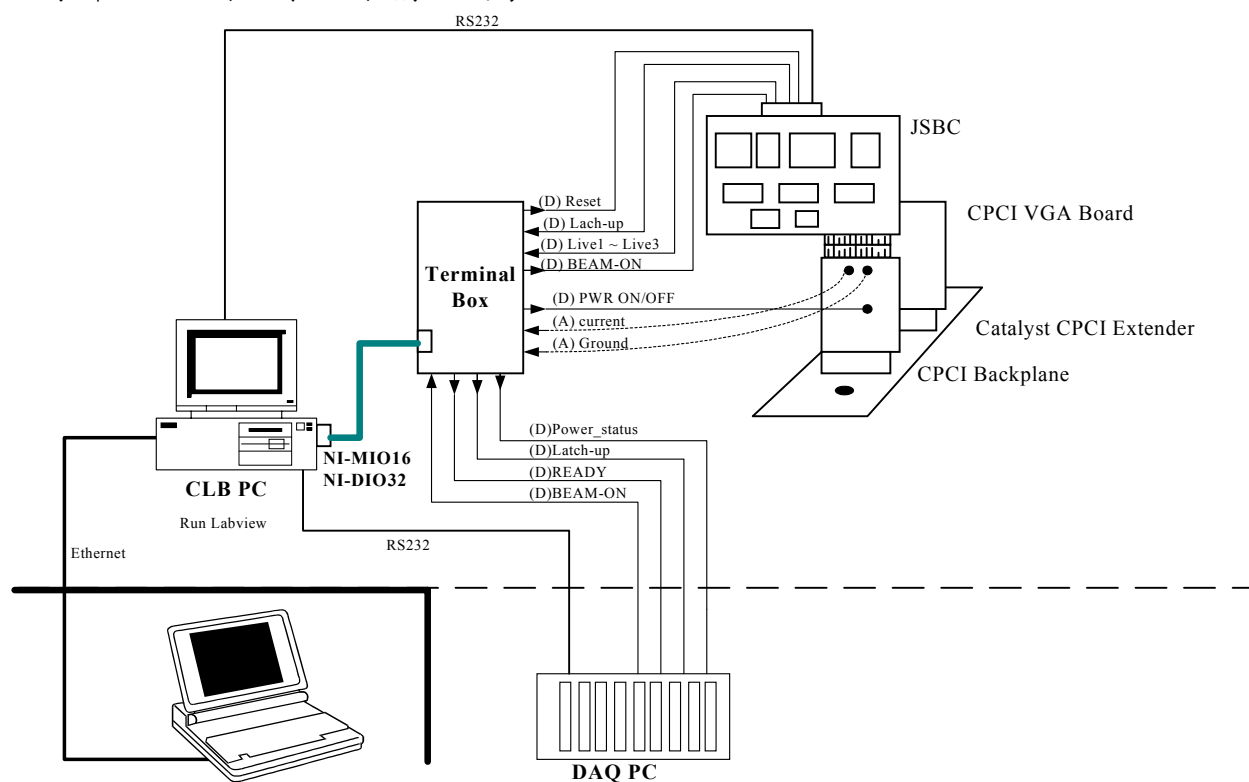 RS232
JSBC
(D) Reset
CPCI VGA Board
(D) Lach-up
(D) Live1 ~ Live3
(D) BEAM-ON
Terminal
Box
(D) PWR ON/OFF
(A) current
Catalyst CPCI Extender
(A) Ground
CPCI Backplane
(D)Power_status
(D)Latch-up
NI-MIO16
(D)READY
NI-DIO32
CLB PC
(D)BEAM-ON
Run Labview
RS232
Ethernet
DAQ PC